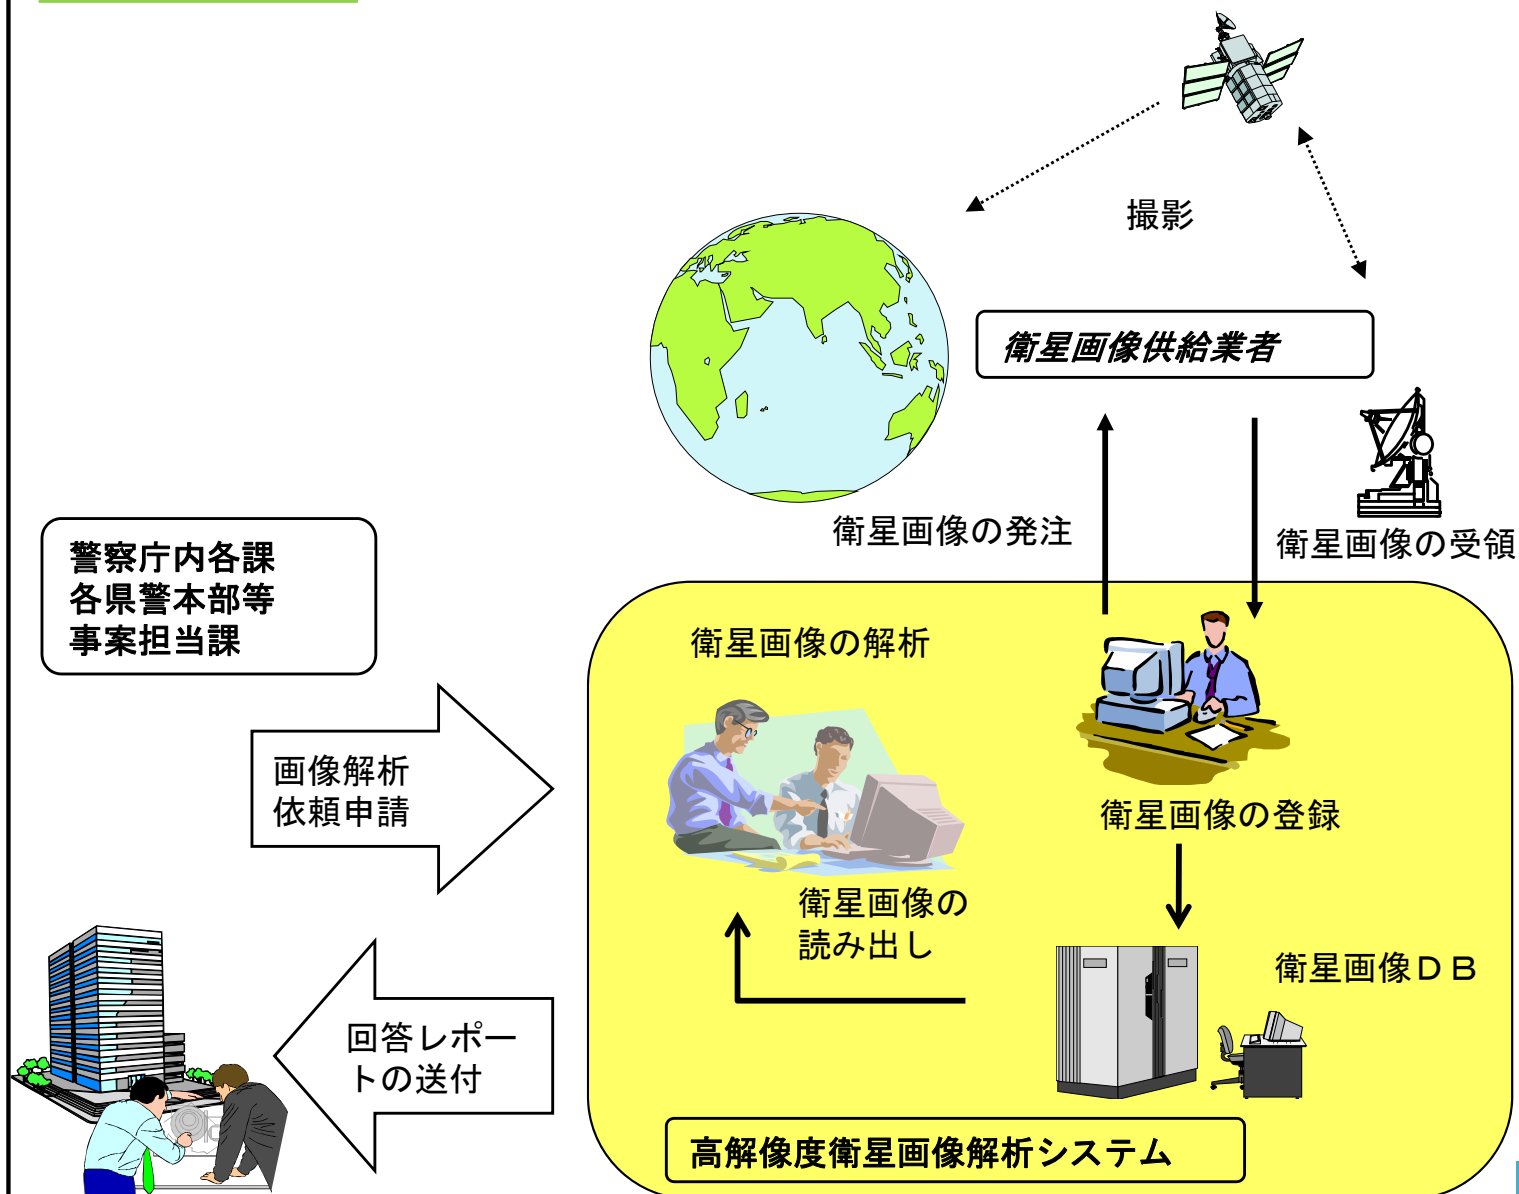 撮影
衛星画像供給業者
衛星画像の発注
衛星画像の受領
警察庁内各課
各県警本部等
事案担当課
衛星画像の解析
画像解析
依頼申請
衛星画像の登録
衛星画像の
読み出し
衛星画像ＤＢ
回答レポー
トの送付
高解像度衛星画像解析システム